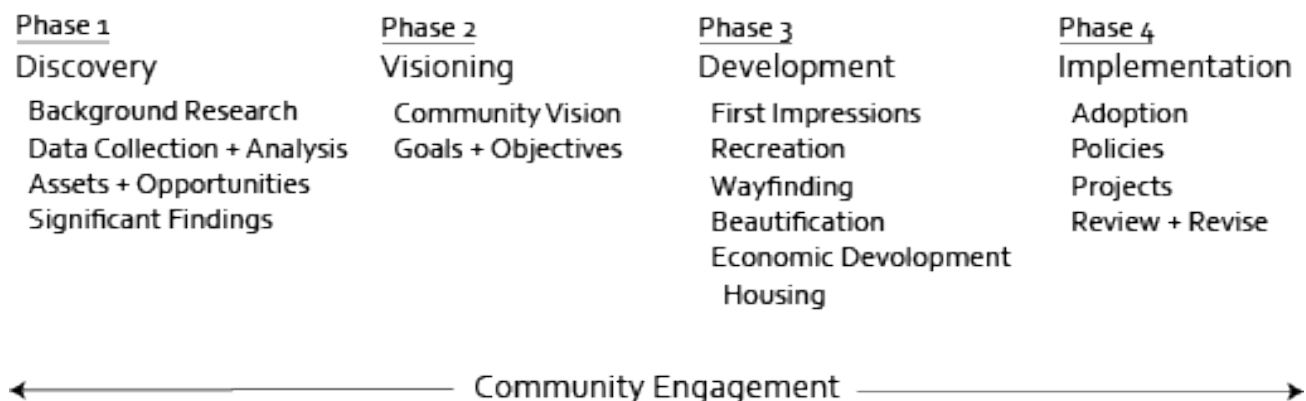 Phase 1
Discovery
Background Research
Data Collection + Analysis
Assets + Opportunities
Significant Findings
Phase 2
Visioning
Community Vision
Goals + Objectives
Phase 3
Development
First Impressions
Recreation
Wayfinding
Beautification
Economic Devolopment
Housing
Phase 4
Implementation
Adoption
Policies
Projects
Review + Revise
Community Engagement